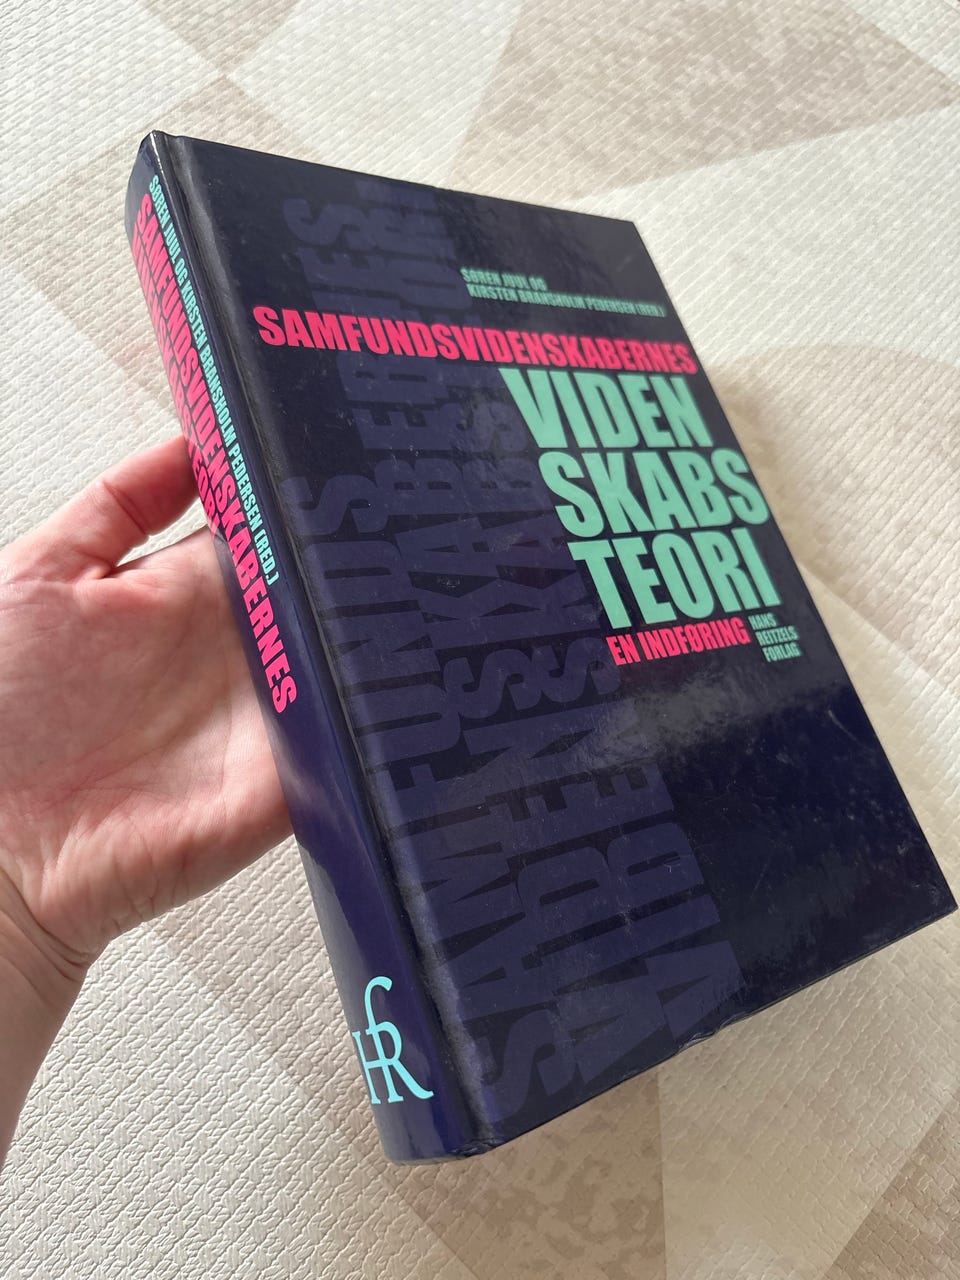 SØREN JUUL OG
KIRSTEN BRANSHOLM PEDERSEN (RED.)
SAMFUNDSVIDENSKABERNES
VIDEN
SKABS
TEORI
EN INDFØRING
HANS
REITZELS
FORLAG
SØREN JUUL OG KIRSTEN BRANSHOLM PEDERSEN (RED.)
SAMFUNDSVIDENSKABERNES
VIDENSKABSTEORI
HR